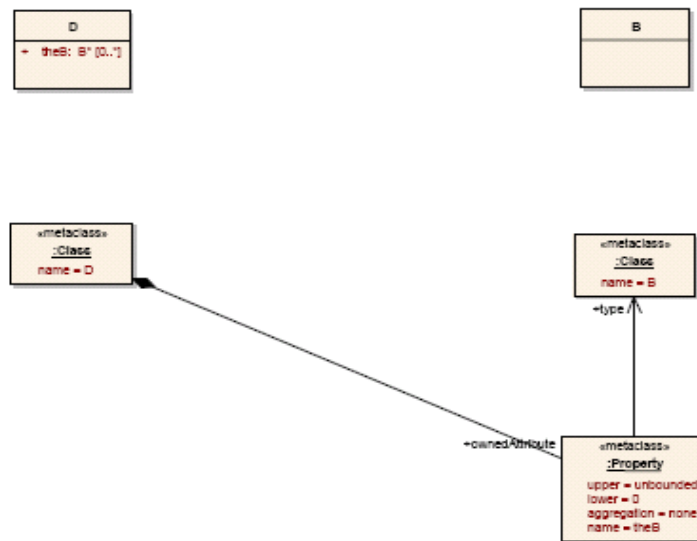 D
+ theB: B* [0..*]
B
«metaclass»
:Class
name = D
«metaclass»
:Class
name = B
+type
+ownedAttribute
«metaclass»
:Property
upper = unbounded
lower = 0
aggregation = none
name = theB